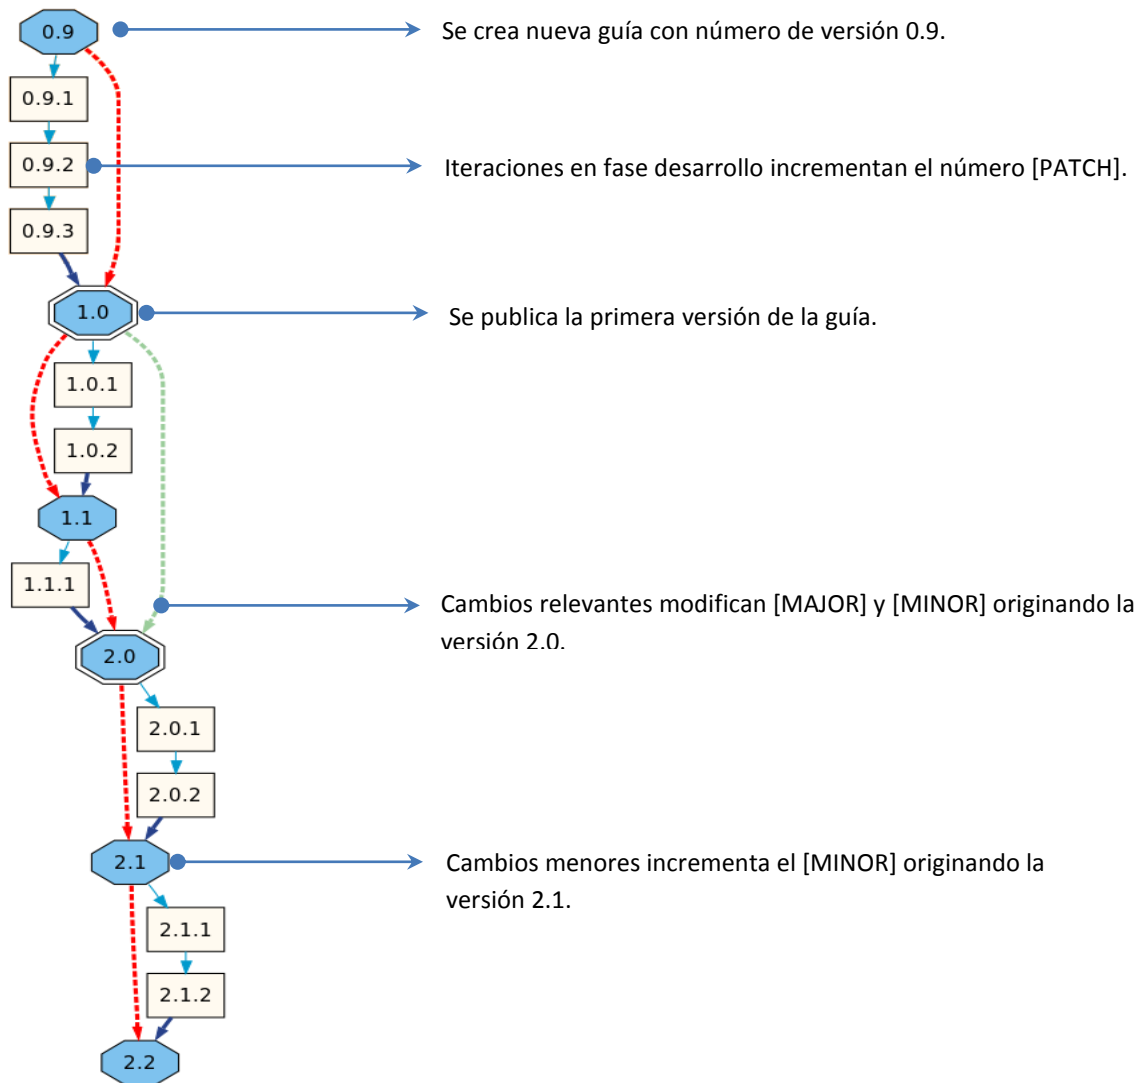 0.9
Se crea nueva guía con número de versión 0.9.
0.9.1
0.9.2
Iteraciones en fase desarrollo incrementan el número [PATCH].
0.9.3
1.0
Se publica la primera versión de la guía.
1.0.1
1.0.2
1.1
1.1.1
Cambios relevantes modifican [MAJOR] y [MINOR] originando la
versión 2.0.
2.0
2.0.1
2.0.2
2.1
Cambios menores incrementa el [MINOR] originando la
versión 2.1.
2.1.1
2.1.2
2.2